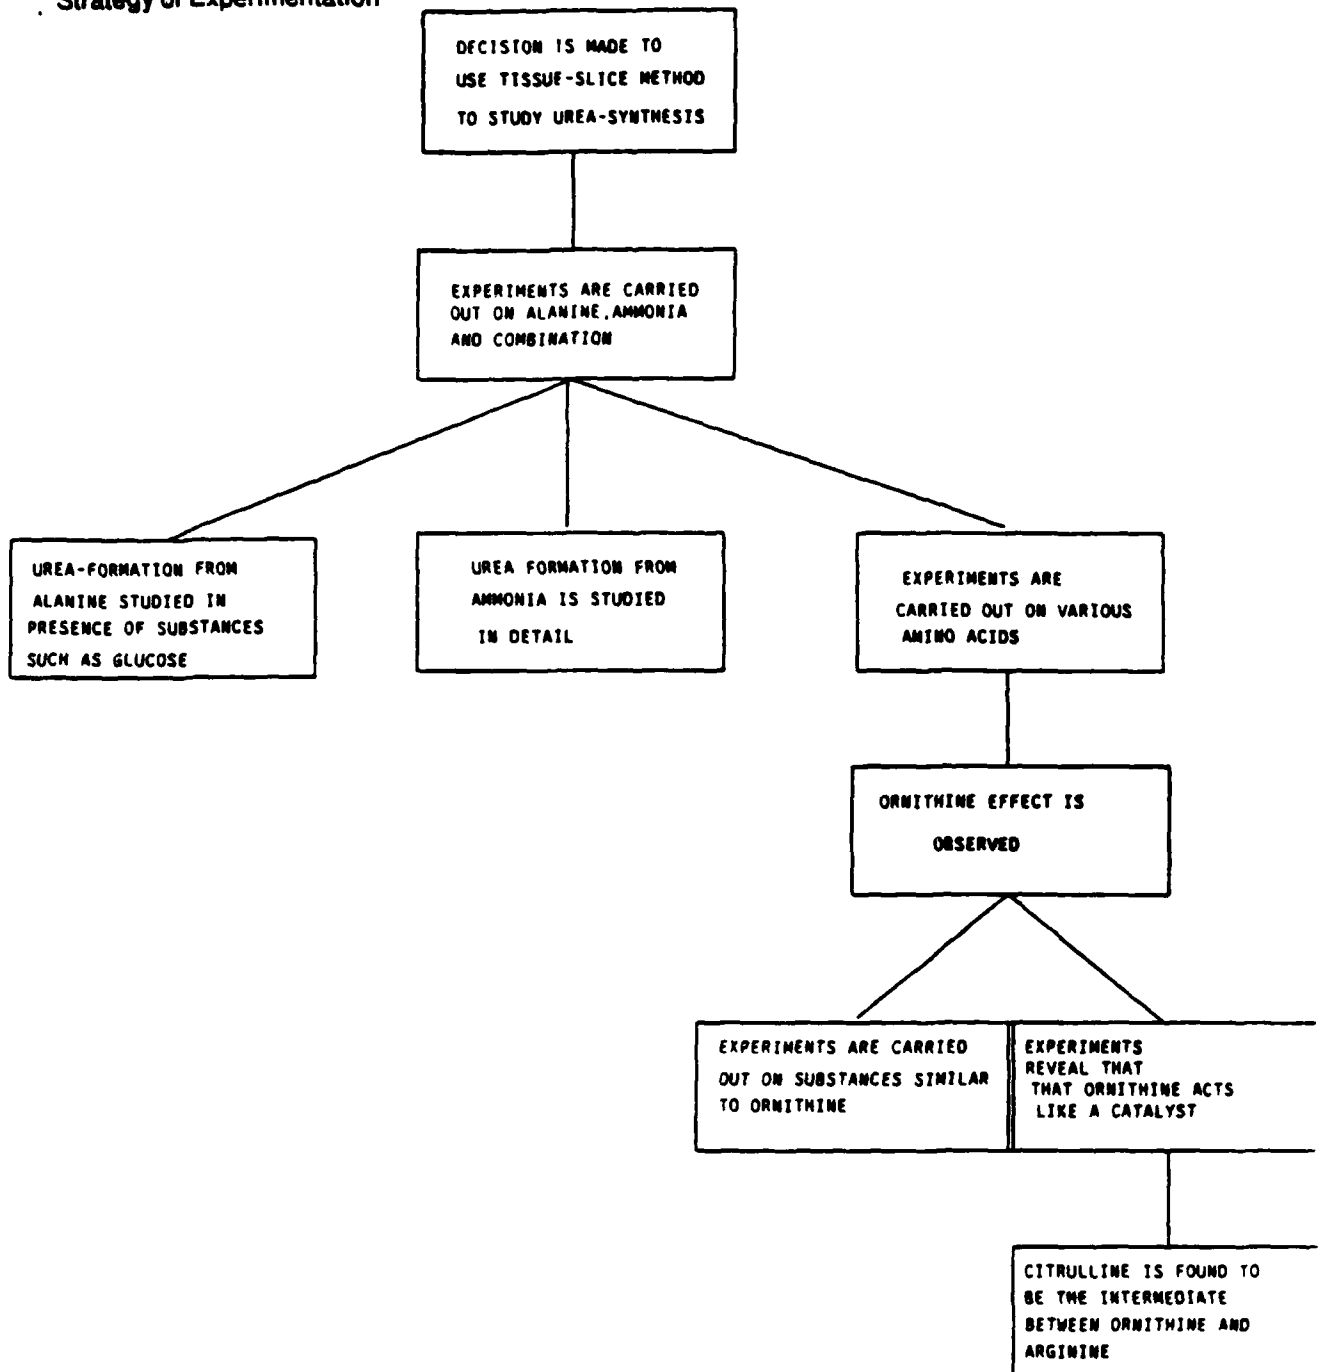 Strategy of Experimentation
DECISION IS MADE TO
USE TISSUE-SLICE METHOD
TO STUDY UREA-SYNTHESIS
EXPERIMENTS ARE CARRIED
OUT ON ALANINE, AMMONIA
AND COMBINATION
UREA-FORMATION FROM
ALANINE STUDIED IN
PRESENCE OF SUBSTANCES
SUCH AS GLUCOSE
UREA FORMATION FROM
AMMONIA IS STUDIED
IN DETAIL
EXPERIMENTS ARE
CARRIED OUT ON VARIOUS
AMINO ACIDS
ORNITHINE EFFECT IS
OBSERVED
EXPERIMENTS ARE CARRIED
OUT ON SUBSTANCES SIMILAR
TO ORNITHINE
EXPERIMENTS
REVEAL THAT
THAT ORNITHINE ACTS
LIKE A CATALYST
CITRULLINE IS FOUND TO
BE THE INTERMEDIATE
BETWEEN ORNITHINE AND
ARGININE